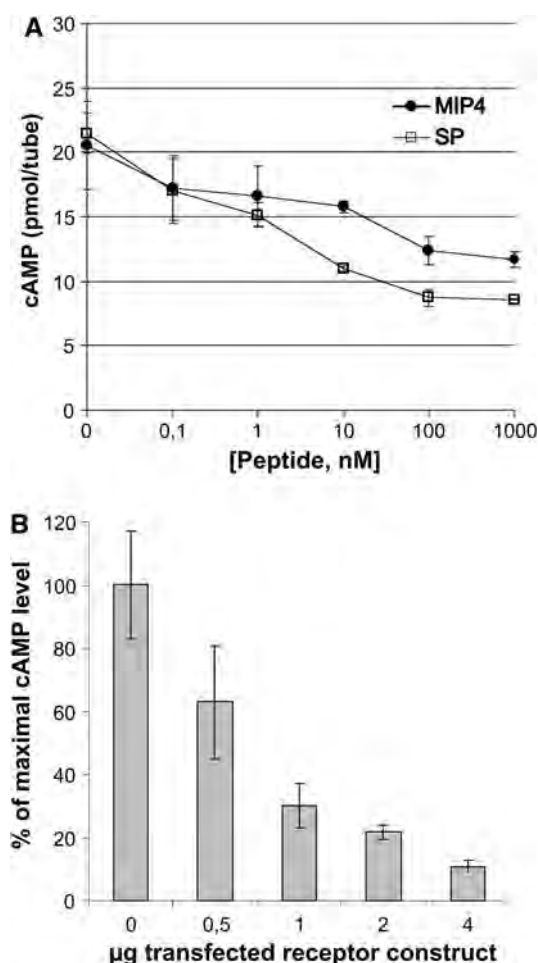 A
cAMP (pmol/tube)
30
25
20
15
10
5
0
MIP4
SP
0 0,1 1 10 100 1000
[Peptide, nM]
B
% of maximal cAMP level
120
100
80
60
40
20
0
0 0,5 1 2 4
µg transfected receptor construct